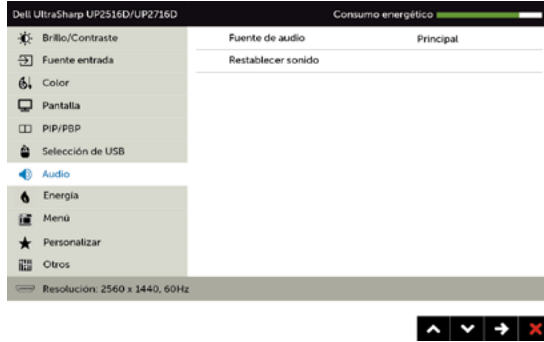 Dell UltraSharp UP2516D/UP2716D Consumo energético
Brillo/Contraste Fuente de audio Principal
Fuente entrada Restablecer sonido
Color
Pantalla
PIP/PBP
Selección de USB
Audio
Energía
Menú
Personalizar
Otros
Resolución: 2560 x 1440, 60Hz